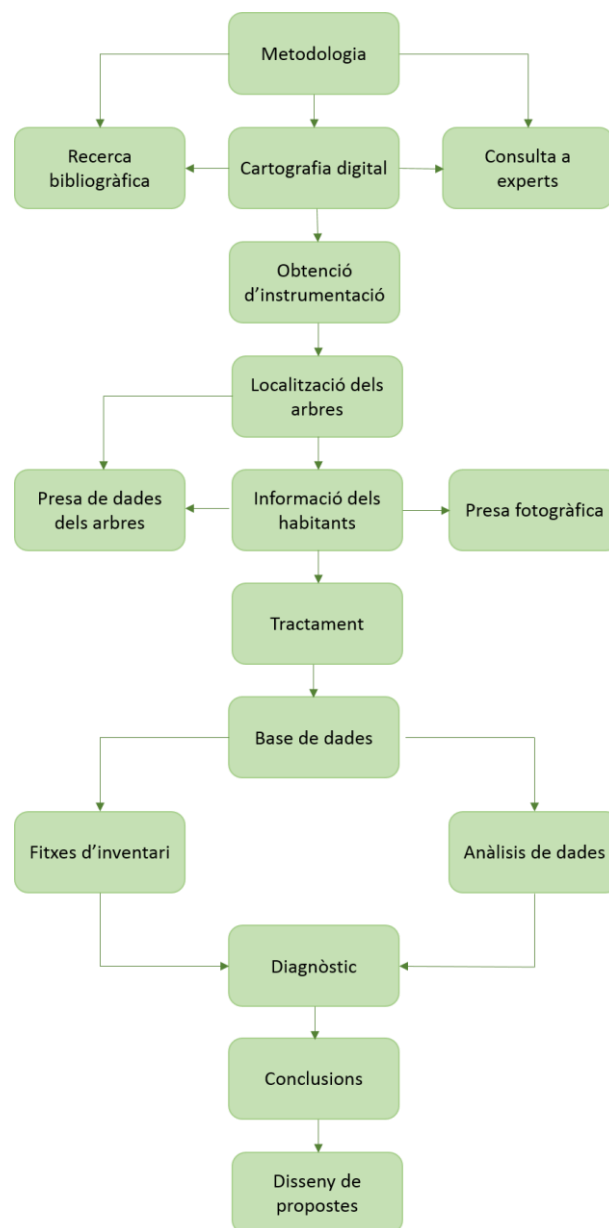 Metodologia
Recerca
bibliogràfica
Cartografia digital
Consulta a
experts
Obtenció
d’instrumentació
Localització dels
arbres
Presa de dades
dels arbres
Informació dels
habitants
Presa fotogràfica
Tractament
Base de dades
Fitxes d’inventari
Anàlisis de dades
Diagnòstic
Conclusions
Disseny de
propostes